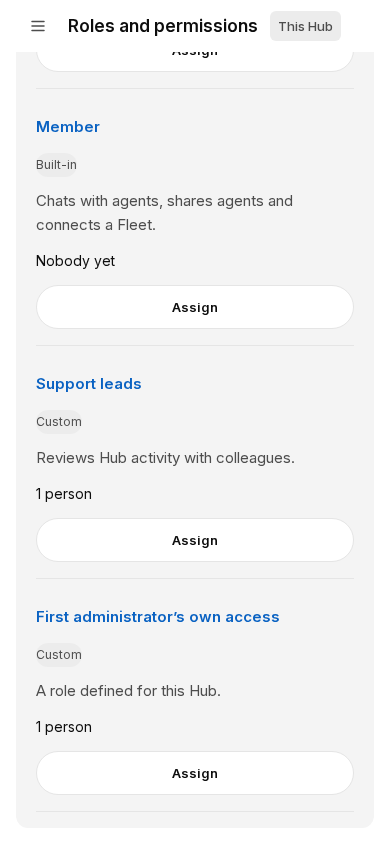 Roles and permissions
This Hub
Assign
Member
Built-in
Chats with agents, shares agents and
connects a Fleet.
Nobody yet
Assign
Support leads
Custom
Reviews Hub activity with colleagues.
1 person
Assign
First administrator’s own access
Custom
A role defined for this Hub.
1 person
Assign